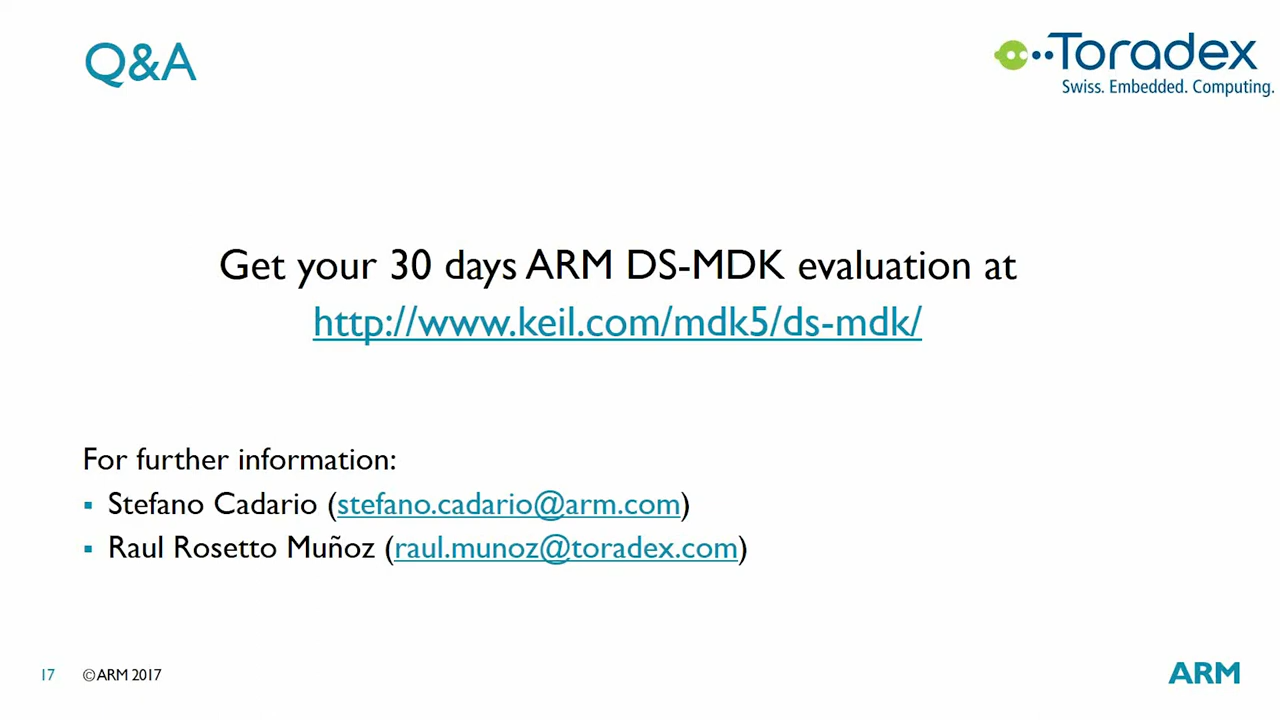 Q&A
Toradex
Swiss. Embedded. Computing.
Get your 30 days ARM DS-MDK evaluation at
http://www.keil.com/mdk5/ds-mdk/
For further information:
▪ Stefano Cadario (stefano.cadario@arm.com)
▪ Raul Rosetto Muñoz (raul.munoz@toradex.com)
17 ©ARM 2017
ARM